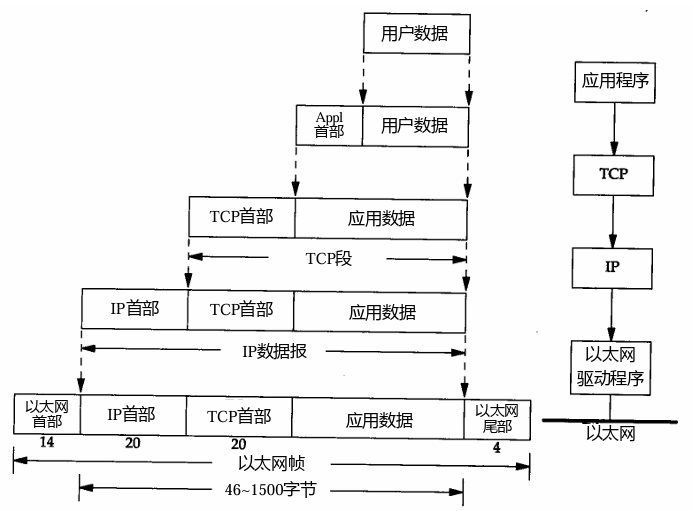 用户数据
Appl
首部
用户数据
TCP首部
应用数据
TCP段
IP首部
TCP首部
应用数据
IP数据报
以太网
首部
IP首部
TCP首部
应用数据
以太网
尾部
14
20
20
4
以太网帧
46~1500字节
应用程序
TCP
IP
以太网
驱动程序
以太网